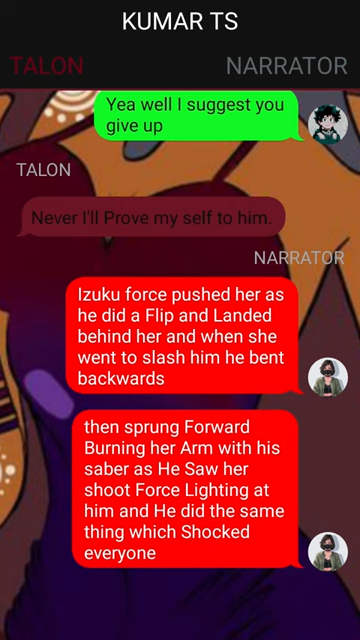 KUMAR TS
TALON
NARRATOR
Yea well I suggest you
give up
TALON
Never I'll Prove my self to him.
NARRATOR
Izuku force pushed her as
he did a Flip and Landed
behind her and when she
went to slash him he bent
backwards
then sprung Forward
Burning her Arm with his
saber as He Saw her
shoot Force Lighting at
him and He did the same
thing which Shocked
everyone